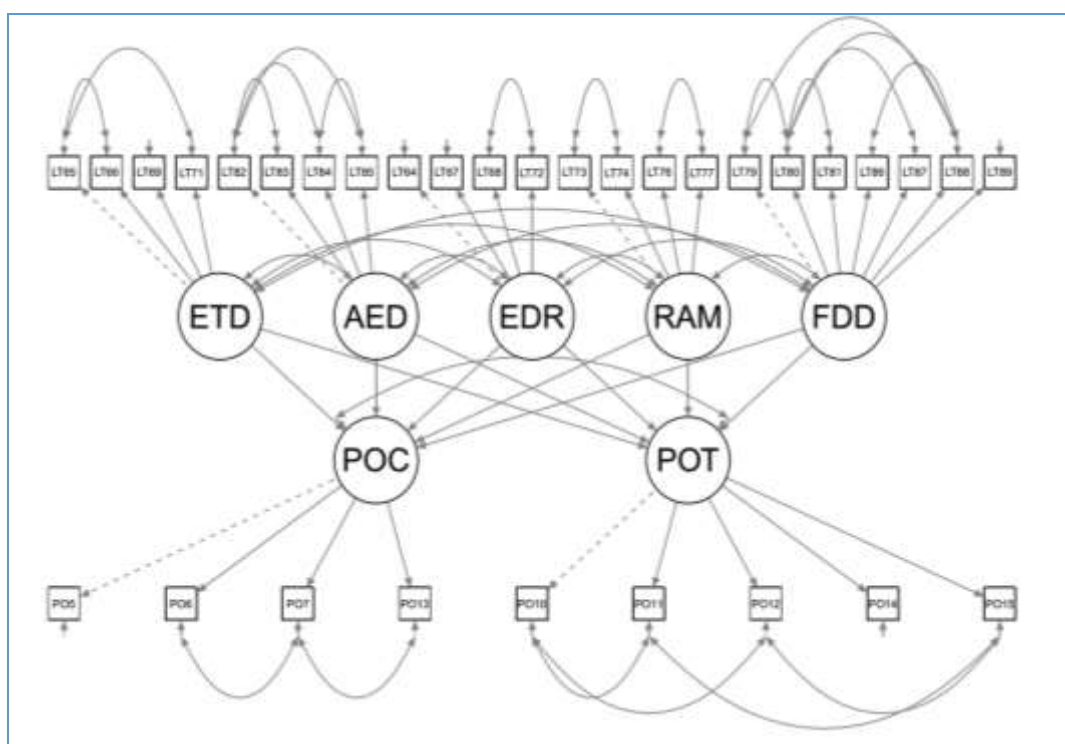 LT65 LT66 LT69 LT71 LT82 LT83 LT84 LT85 LT64 LT67 LT68 LT72 LT73 LT74 LT76 LT77 LT79 LT80 LT81 LT86 LT87 LT88 LT89
ETD AED EDR RAM FDD
POC POT
PO5 PO6 PO7 PO13 PO10 PO11 PO12 PO14 PO15